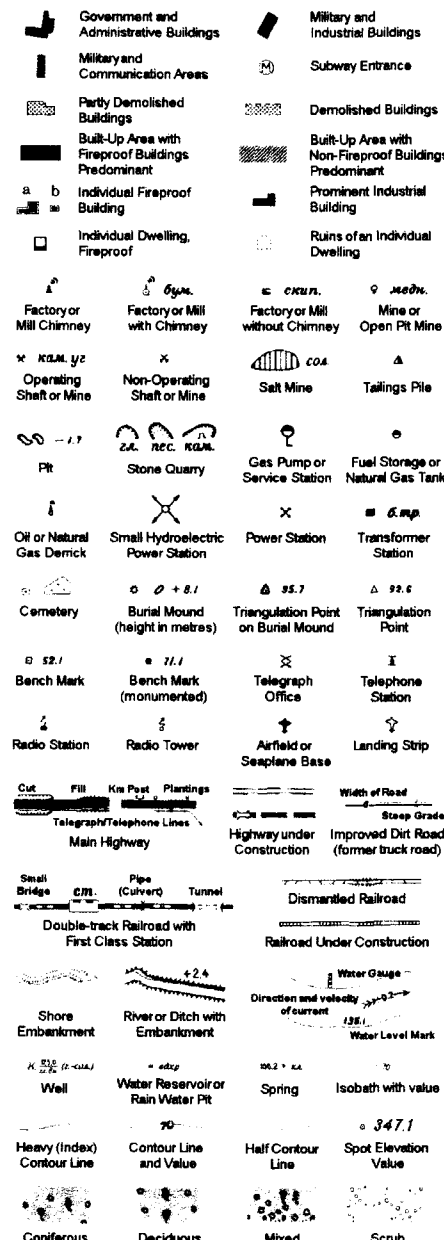 Government and
Administrative Buildings
Military and
Industrial Buildings
Military and
Communication Areas
M
Subway Entrance
Partly Demolished
Buildings
Demolished Buildings
Built-Up Area with
Fireproof Buildings
Predominant
Built-Up Area with
Non-Fireproof Buildings
Predominant
a b
Individual Fireproof
Building
Prominent Industrial
Building
Individual Dwelling,
Fireproof
Ruins of an Individual
Dwelling
бум. скип. медн.
Factory or
Mill Chimney
Factory or Mill
with Chimney
Factory or Mill
without Chimney
Mine or
Open Pit Mine
кам. уг сол.
Operating
Shaft or Mine
Non-Operating
Shaft or Mine
Salt Mine
Tailings Pile
гл. пес. кам.
Pit
Stone Quarry
Gas Pump or
Service Station
Fuel Storage or
Natural Gas Tank
б.тр.
Oil or Natural
Gas Derrick
Small Hydroelectric
Power Station
Power Station
Transformer
Station
+ 8.1 95.7 92.6
Cemetery
Burial Mound
(height in metres)
Triangulation Point
on Burial Mound
Triangulation
Point
52.1 71.1
Bench Mark
Bench Mark
(monumented)
Telegraph
Office
Telephone
Station
Radio Station
Radio Tower
Airfield or
Seaplane Base
Landing Strip
Cut Fill Km Post Plantings
Telegraph/Telephone Lines
Main Highway
Highway under
Construction
Width of Road
Steep Grade
Improved Dirt Road
(former truck road)
Small
Bridge
ст.
Pipe
(Culvert)
Tunnel
Double-track Railroad with
First Class Station
Dismantled Railroad
Railroad Under Construction
+2.4
Shore
Embankment
River or Ditch with
Embankment
Water Gauge
Direction and velocity
of current
0.2
Water Level Mark
Well
Water Reservoir or
Rain Water Pit
Spring
Isobath with value
Heavy (Index)
Contour Line
Contour Line
and Value
Half Contour
Line
347.1
Spot Elevation
Value
Coniferous
Deciduous
Mixed
Scrub